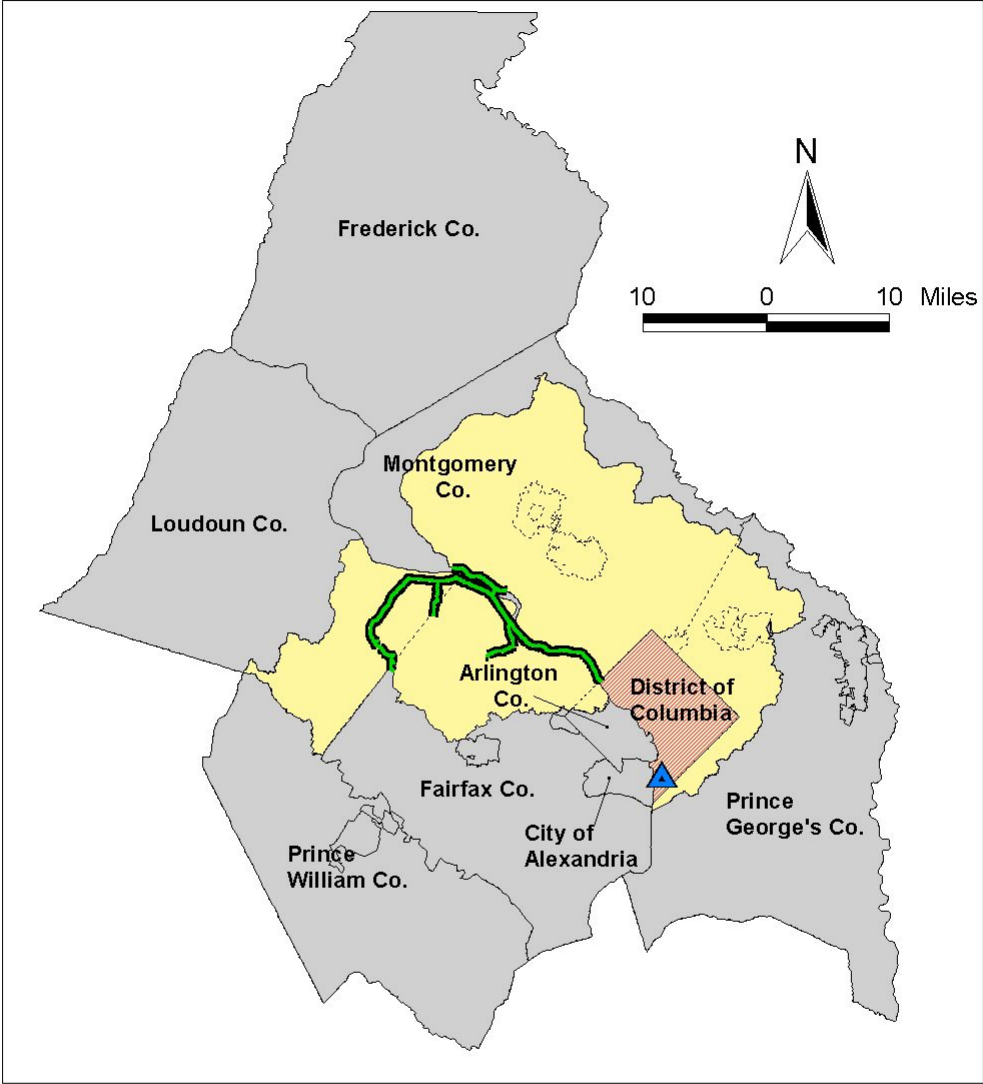 N
Frederick Co.
10 0 10 Miles
Montgomery
Co.
Loudoun Co.
Arlington
Co.
District of
Columbia
Fairfax Co.
Prince
George's Co.
City of
Alexandria
Prince
William Co.